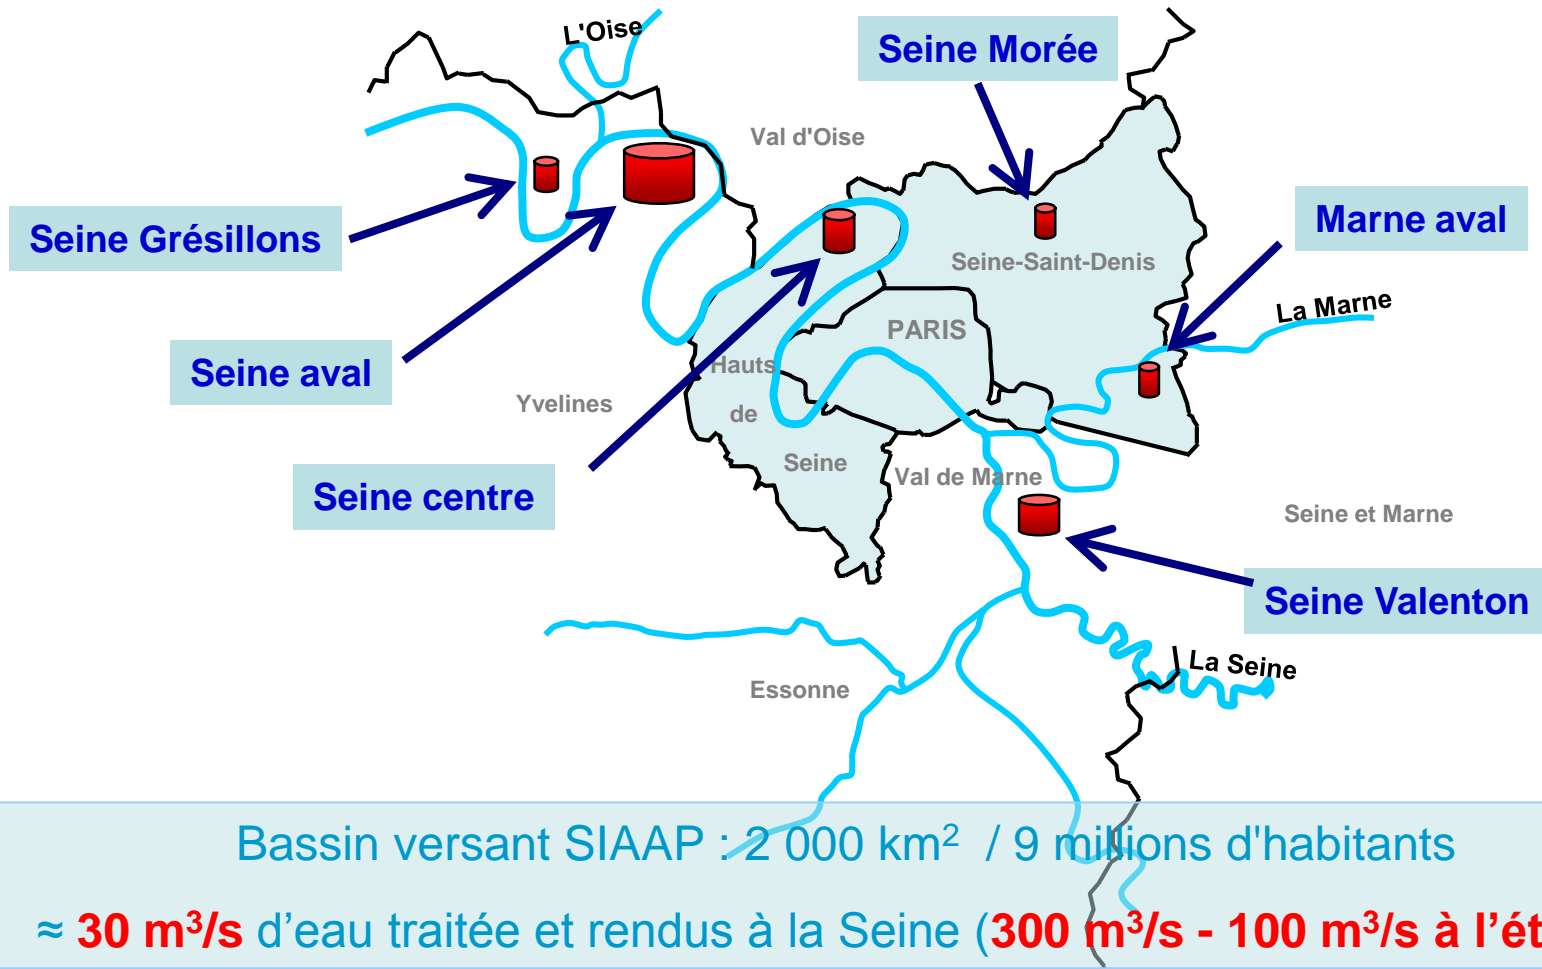 L'Oise
Seine Morée
Val d'Oise
Seine Grésillons
Marne aval
Seine-Saint-Denis
La Marne
PARIS
Seine aval
Hauts
Yvelines
de
Seine
Val de Marne
Seine centre
Seine et Marne
Seine Valenton
La Seine
Essonne
Bassin versant SIAAP : 2 000 km² / 9 millions d'habitants
≈ 30 m³/s d’eau traitée et rendus à la Seine (300 m³/s - 100 m³/s à l’ét